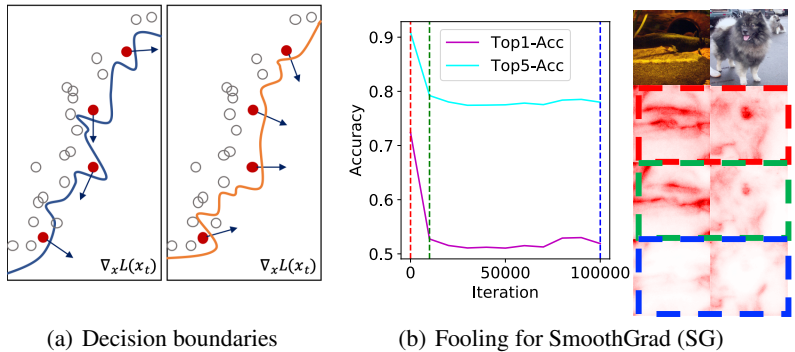 ∇ₓL(xₜ)
∇ₓL(xₜ)
(a) Decision boundaries
Top1-Acc
Top5-Acc
Accuracy
0.9
0.8
0.7
0.6
0.5
0
50000
100000
Iteration
(b) Fooling for SmoothGrad (SG)